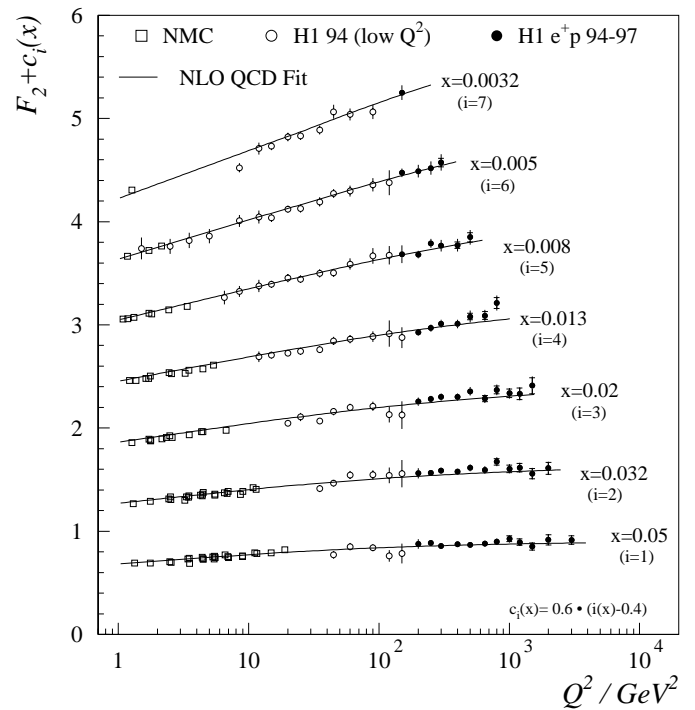 F₂+cᵢ(x)
6
5
4
3
2
1
0
NMC
H1 94 (low Q²)
H1 e⁺p 94-97
NLO QCD Fit
x=0.0032
(i=7)
x=0.005
(i=6)
x=0.008
(i=5)
x=0.013
(i=4)
x=0.02
(i=3)
x=0.032
(i=2)
x=0.05
(i=1)
cᵢ(x)= 0.6 • (i(x)-0.4)
1 10 10² 10³ 10⁴
Q² / GeV²